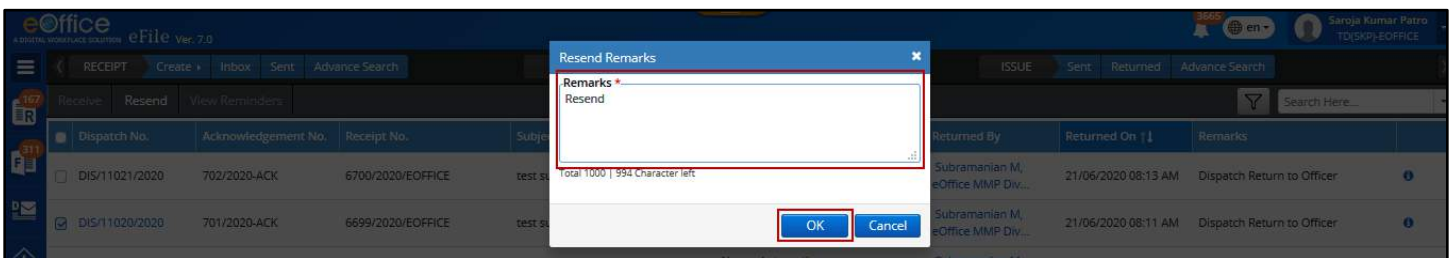 eOffice
A DIGITAL WORKPLACE SOLUTION eFile Ver. 7.0
3665 en Saroja Kumar Patro
TD(SKP)-EOFFICE
RECEIPT Create Inbox Sent Advance Search ISSUE Sent Returned Advance Search
167 R Receive Resend View Reminders Search Here...
Resend Remarks ×
Remarks *
Resend
Total 1000 | 994 Character left
OK Cancel
Dispatch No. Acknowledgement No. Receipt No. Subje Returned By Returned On Remarks
311 F
DIS/11021/2020 702/2020-ACK 6700/2020/EOFFICE test su Subramanian M, eOffice MMP Div... 21/06/2020 08:13 AM Dispatch Return to Officer
D
DIS/11020/2020 701/2020-ACK 6699/2020/EOFFICE test su Subramanian M, eOffice MMP Div... 21/06/2020 08:11 AM Dispatch Return to Officer